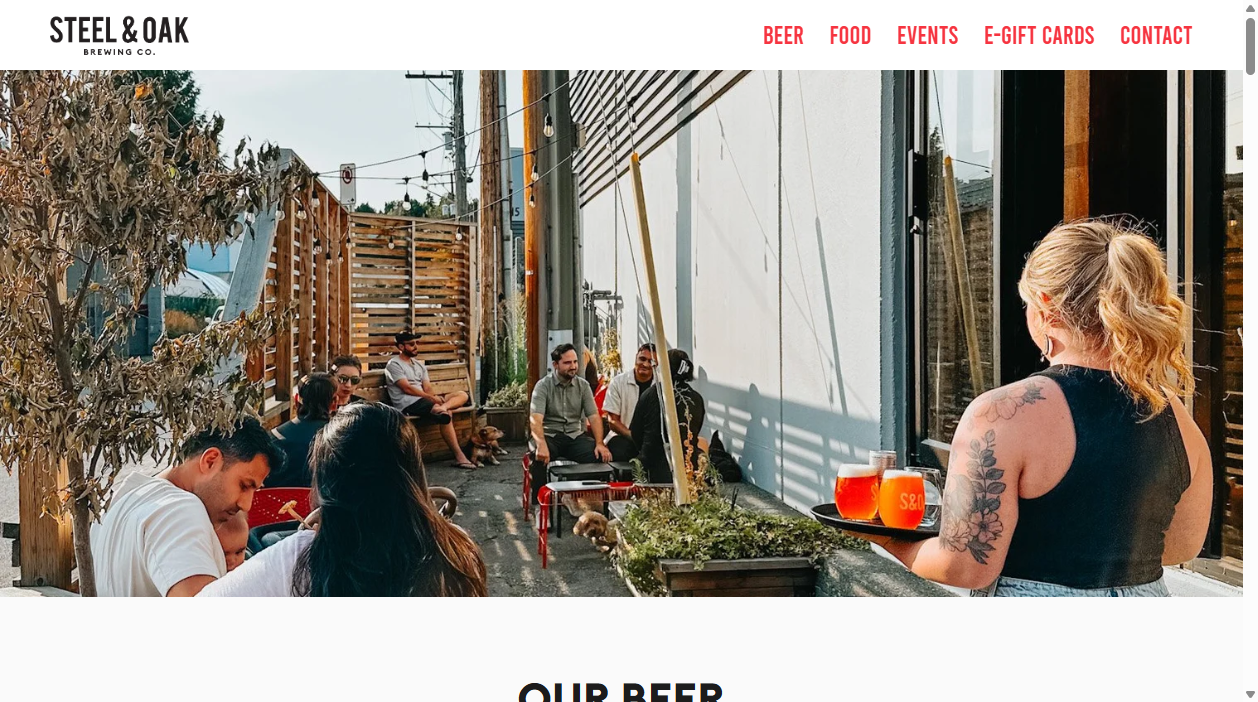 STEEL & OAK
BREWING CO.
BEER
FOOD
EVENTS
E-GIFT CARDS
CONTACT
S&O
OUR BEER